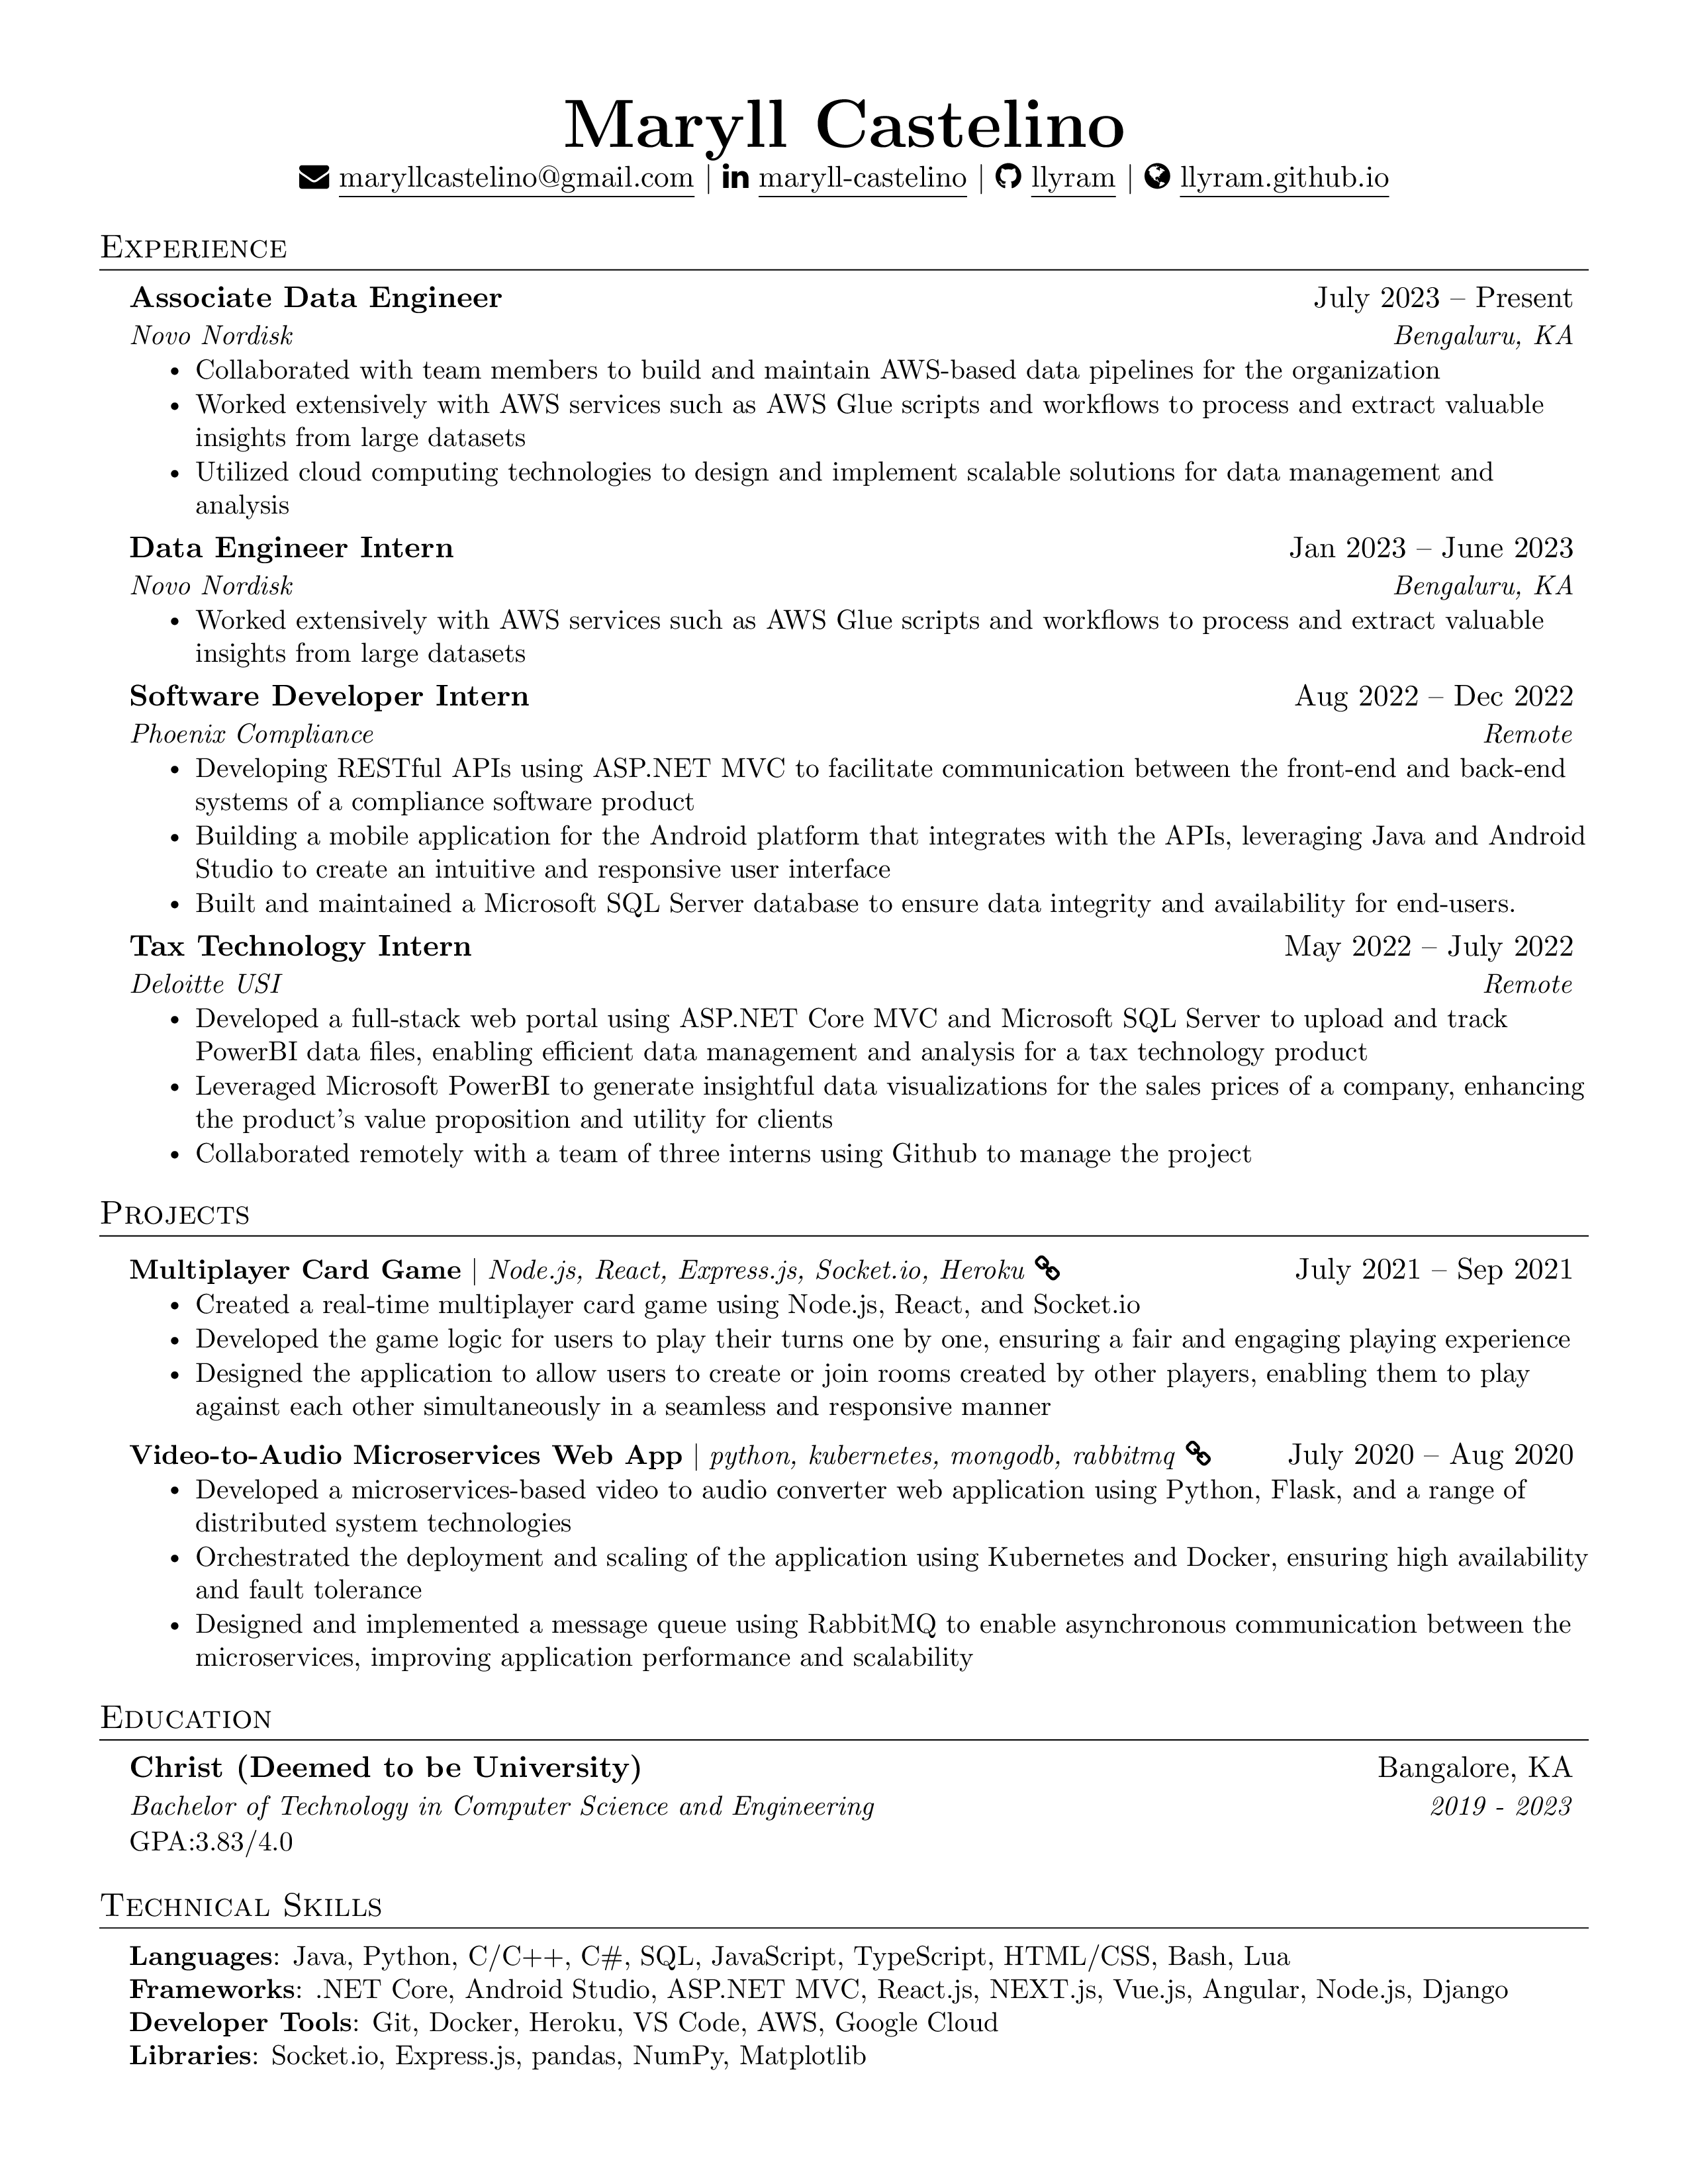 Maryll Castelino
maryllcastelino@gmail.com | maryll-castelino | llyram | llyram.github.io
Experience
Associate Data Engineer July 2023 – Present
Novo Nordisk Bengaluru, KA
• Collaborated with team members to build and maintain AWS-based data pipelines for the organization
• Worked extensively with AWS services such as AWS Glue scripts and workflows to process and extract valuable
insights from large datasets
• Utilized cloud computing technologies to design and implement scalable solutions for data management and
analysis
Data Engineer Intern Jan 2023 – June 2023
Novo Nordisk Bengaluru, KA
• Worked extensively with AWS services such as AWS Glue scripts and workflows to process and extract valuable
insights from large datasets
Software Developer Intern Aug 2022 – Dec 2022
Phoenix Compliance Remote
• Developing RESTful APIs using ASP.NET MVC to facilitate communication between the front-end and back-end
systems of a compliance software product
• Building a mobile application for the Android platform that integrates with the APIs, leveraging Java and Android
Studio to create an intuitive and responsive user interface
• Built and maintained a Microsoft SQL Server database to ensure data integrity and availability for end-users.
Tax Technology Intern May 2022 – July 2022
Deloitte USI Remote
• Developed a full-stack web portal using ASP.NET Core MVC and Microsoft SQL Server to upload and track
PowerBI data files, enabling efficient data management and analysis for a tax technology product
• Leveraged Microsoft PowerBI to generate insightful data visualizations for the sales prices of a company, enhancing
the product's value proposition and utility for clients
• Collaborated remotely with a team of three interns using Github to manage the project
Projects
Multiplayer Card Game | Node.js, React, Express.js, Socket.io, Heroku July 2021 – Sep 2021
• Created a real-time multiplayer card game using Node.js, React, and Socket.io
• Developed the game logic for users to play their turns one by one, ensuring a fair and engaging playing experience
• Designed the application to allow users to create or join rooms created by other players, enabling them to play
against each other simultaneously in a seamless and responsive manner
Video-to-Audio Microservices Web App | python, kubernetes, mongodb, rabbitmq July 2020 – Aug 2020
• Developed a microservices-based video to audio converter web application using Python, Flask, and a range of
distributed system technologies
• Orchestrated the deployment and scaling of the application using Kubernetes and Docker, ensuring high availability
and fault tolerance
• Designed and implemented a message queue using RabbitMQ to enable asynchronous communication between the
microservices, improving application performance and scalability
Education
Christ (Deemed to be University) Bangalore, KA
Bachelor of Technology in Computer Science and Engineering 2019 - 2023
GPA:3.83/4.0
Technical Skills
Languages: Java, Python, C/C++, C#, SQL, JavaScript, TypeScript, HTML/CSS, Bash, Lua
Frameworks: .NET Core, Android Studio, ASP.NET MVC, React.js, NEXT.js, Vue.js, Angular, Node.js, Django
Developer Tools: Git, Docker, Heroku, VS Code, AWS, Google Cloud
Libraries: Socket.io, Express.js, pandas, NumPy, Matplotlib